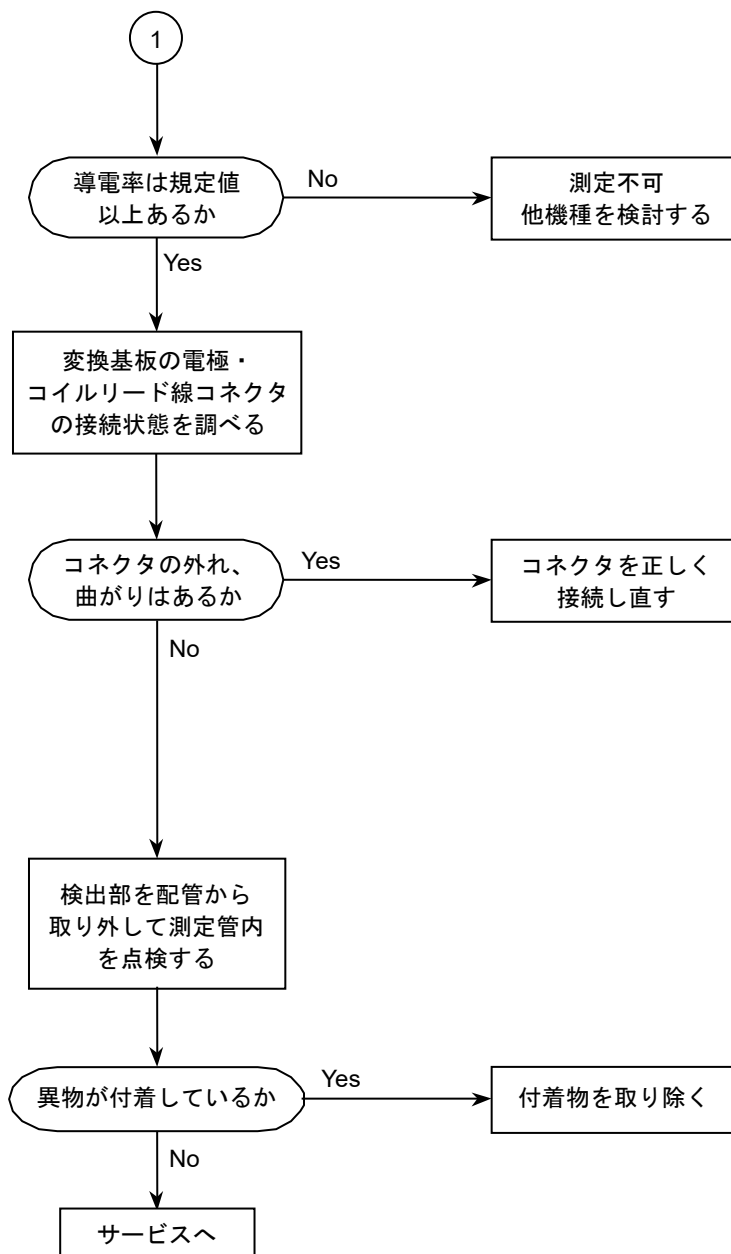 1
導電率は規定値
以上あるか
No
測定不可
他機種を検討する
Yes
変換基板の電極・
コイルリード線コネクタ
の接続状態を調べる
コネクタの外れ、
曲がりはあるか
Yes
コネクタを正しく
接続し直す
No
検出部を配管から
取り外して測定管内
を点検する
異物が付着しているか
Yes
付着物を取り除く
No
サービスへ